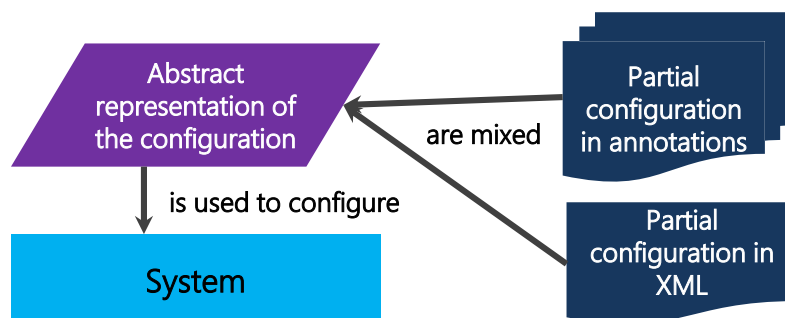 Abstract
representation of
the configuration
Partial
configuration
in annotations
are mixed
is used to configure
System
Partial
configuration in
XML